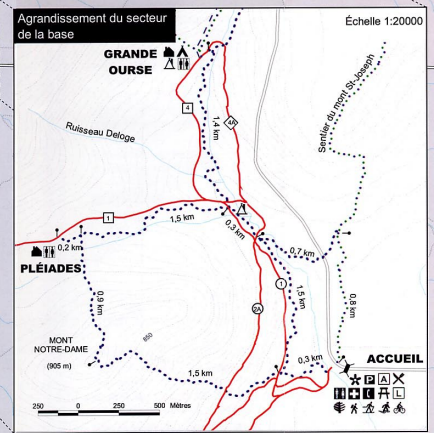 Agrandissement du secteur
de la base
Échelle 1:20000
GRANDE
OURSE
4
4A
1,4 km
Ruisseau Deloge
Sentier du mont St-Joseph
1
1,5 km
0,3 km
0,2 km
0,7 km
PLÉIADES
0,9 km
1
1,5 km
2A
0,8 km
850
MONT
NOTRE-DAME
(905 m)
1,5 km
0,3 km
ACCUEIL
P A
L
250 0 250 500 Mètres